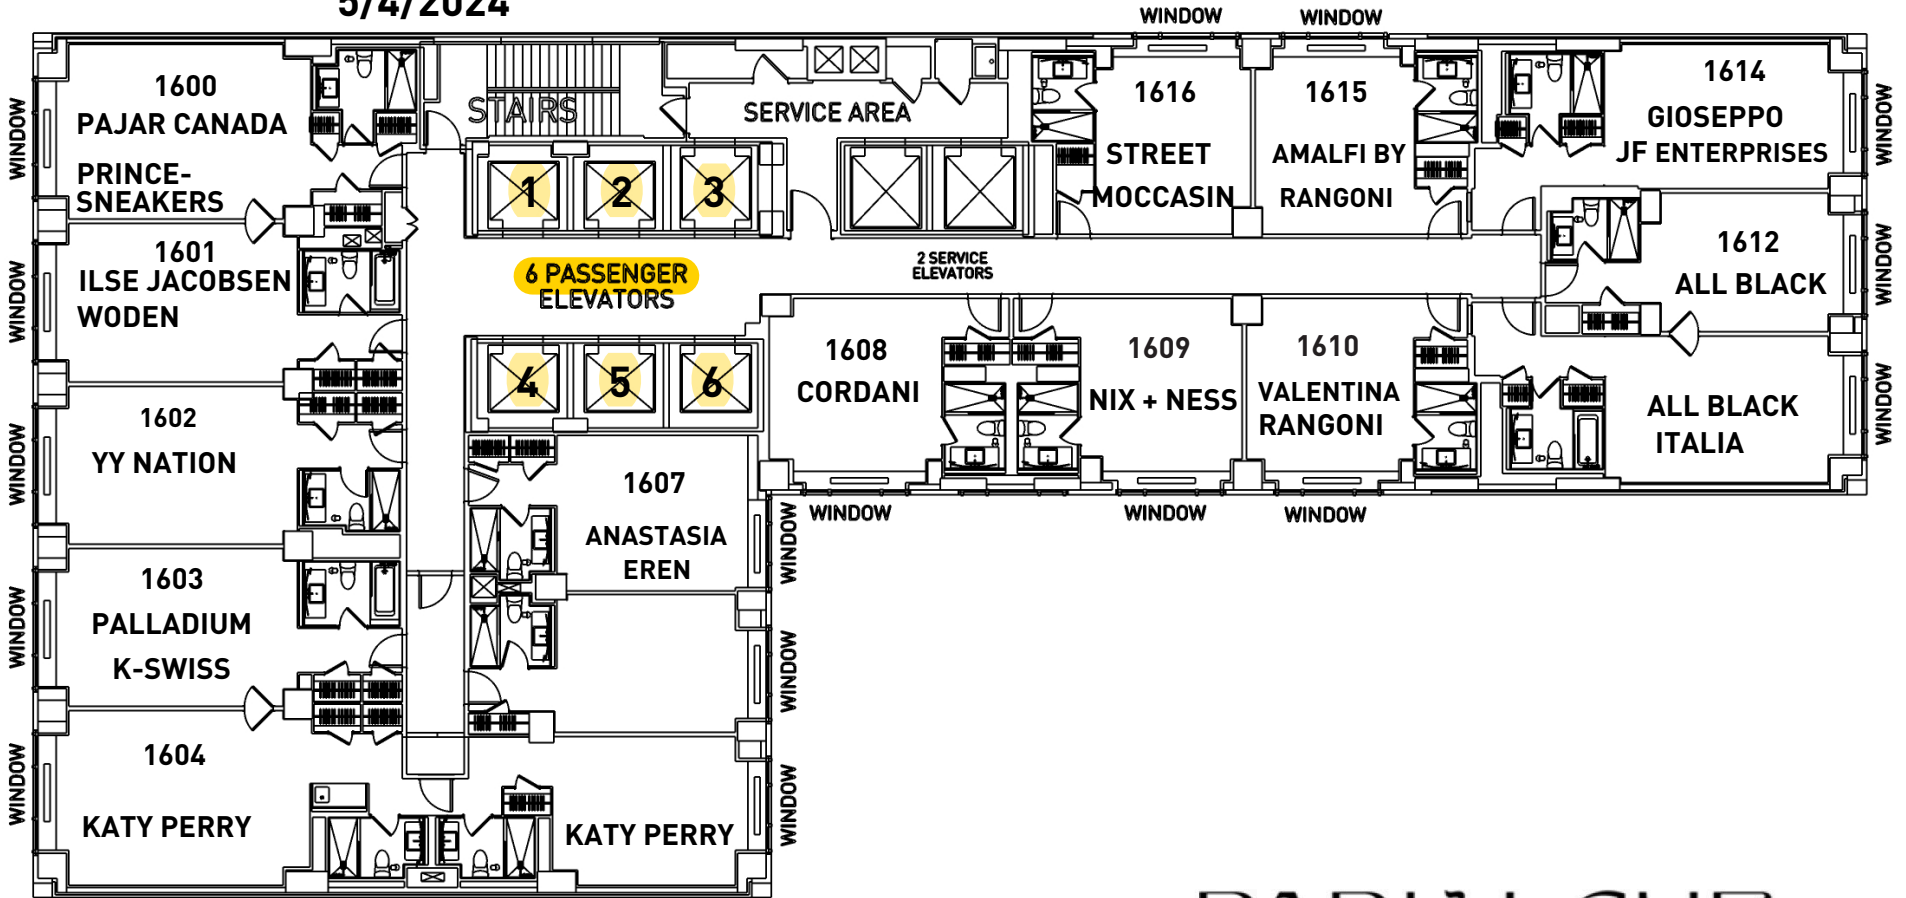 5/4/2024
WINDOW
WINDOW
1600
PAJAR CANADA
PRINCE-
SNEAKERS
WINDOW
STAIRS
SERVICE AREA
1616
STREET
MOCCASIN
1615
AMALFI BY
RANGONI
1614
GIOSEPPO
JF ENTERPRISES
WINDOW
1
2
3
1601
ILSE JACOBSEN
WODEN
WINDOW
6 PASSENGER
ELEVATORS
2 SERVICE
ELEVATORS
1612
ALL BLACK
WINDOW
4
5
6
1608
CORDANI
1609
NIX + NESS
1610
VALENTINA
RANGONI
ALL BLACK
ITALIA
WINDOW
1602
YY NATION
WINDOW
1607
ANASTASIA
EREN
WINDOW
WINDOW
WINDOW
WINDOW
1603
PALLADIUM
K-SWISS
WINDOW
WINDOW
1604
KATY PERRY
WINDOW
KATY PERRY
WINDOW